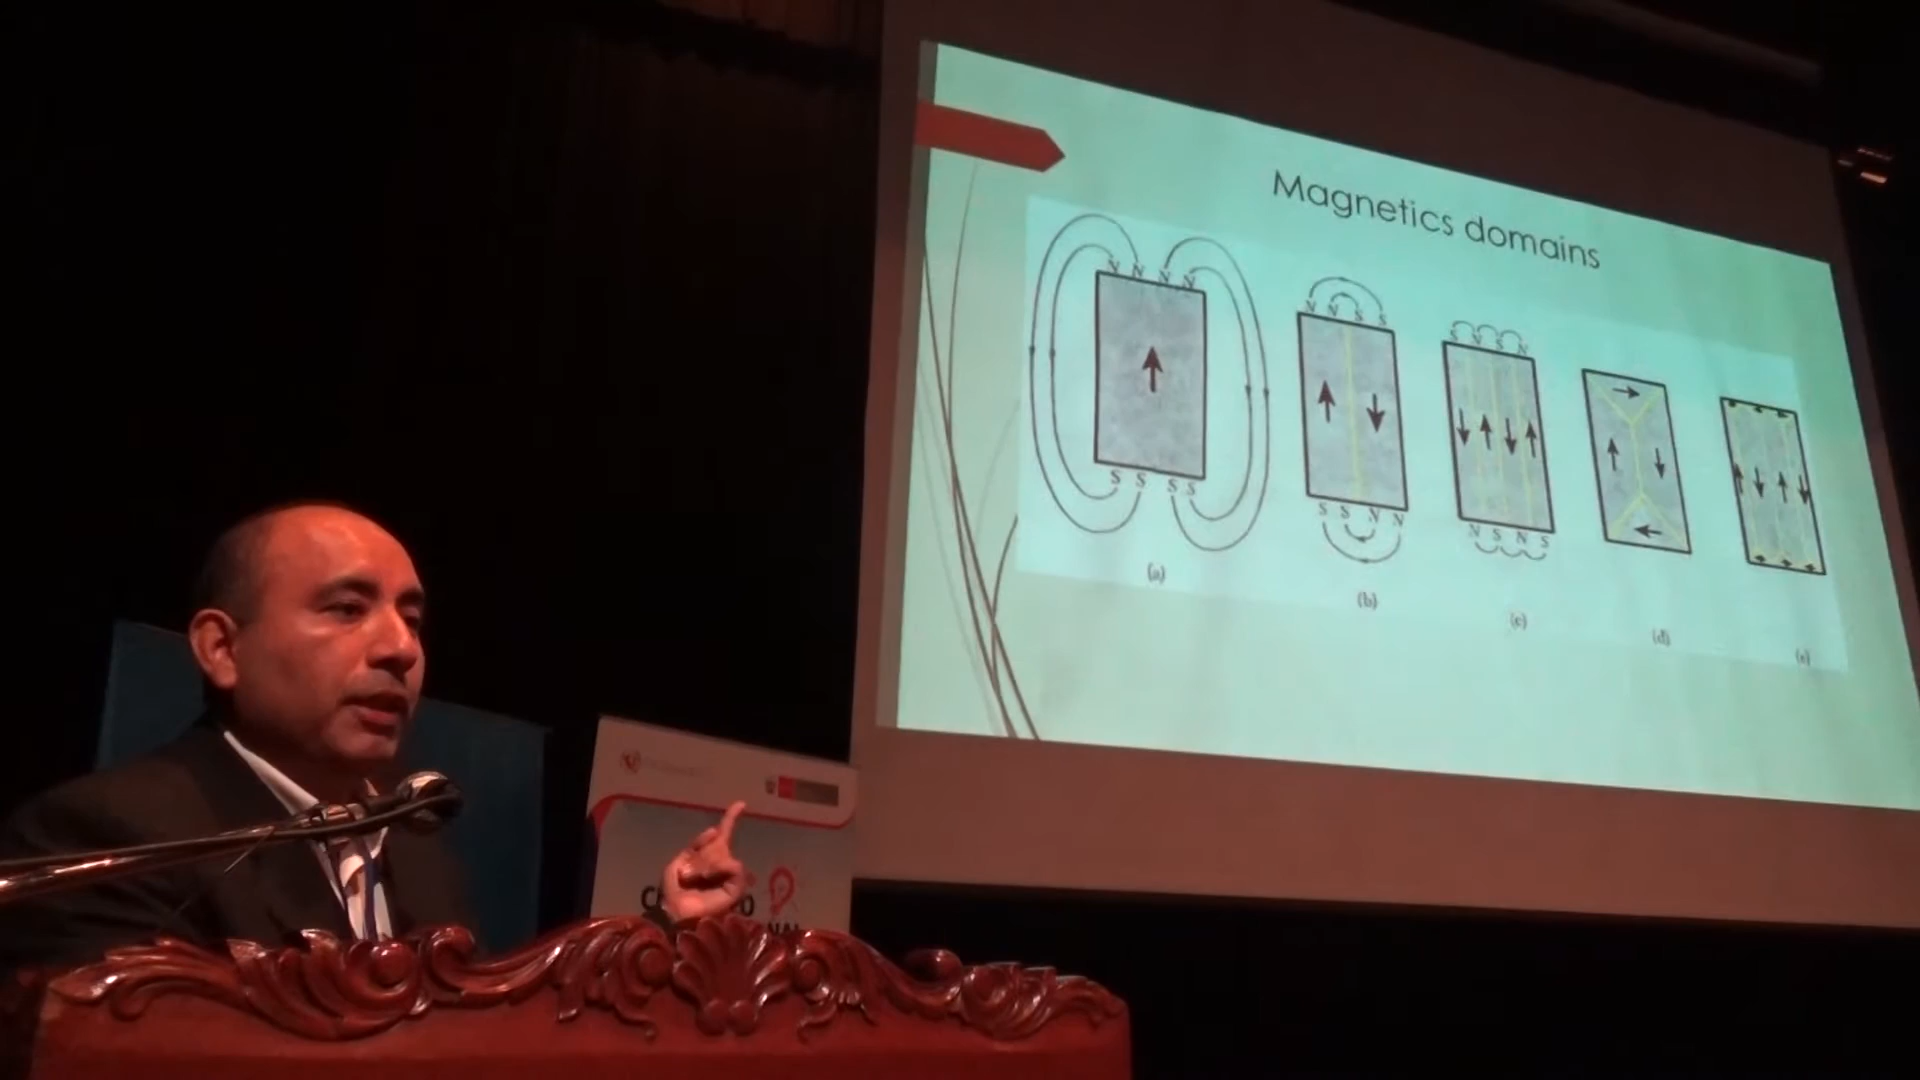 Magnetics domains
N N N N
N N S S
S N S N
S S S S
S S N N
N S N S
(a)
(b)
(c)
(d)
(e)